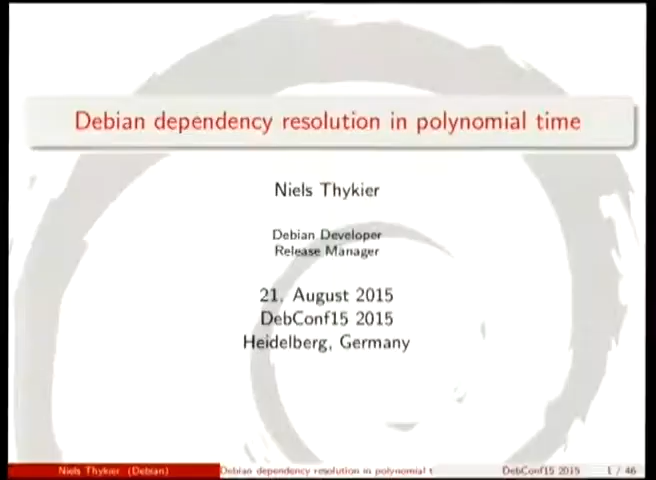 Debian dependency resolution in polynomial time
Niels Thykier
Debian Developer
Release Manager
21. August 2015
DebConf15 2015
Heidelberg, Germany
Niels Thykier (Debian)
Debian dependency resolution in polynomial t
DebConf15 2015
1 / 46